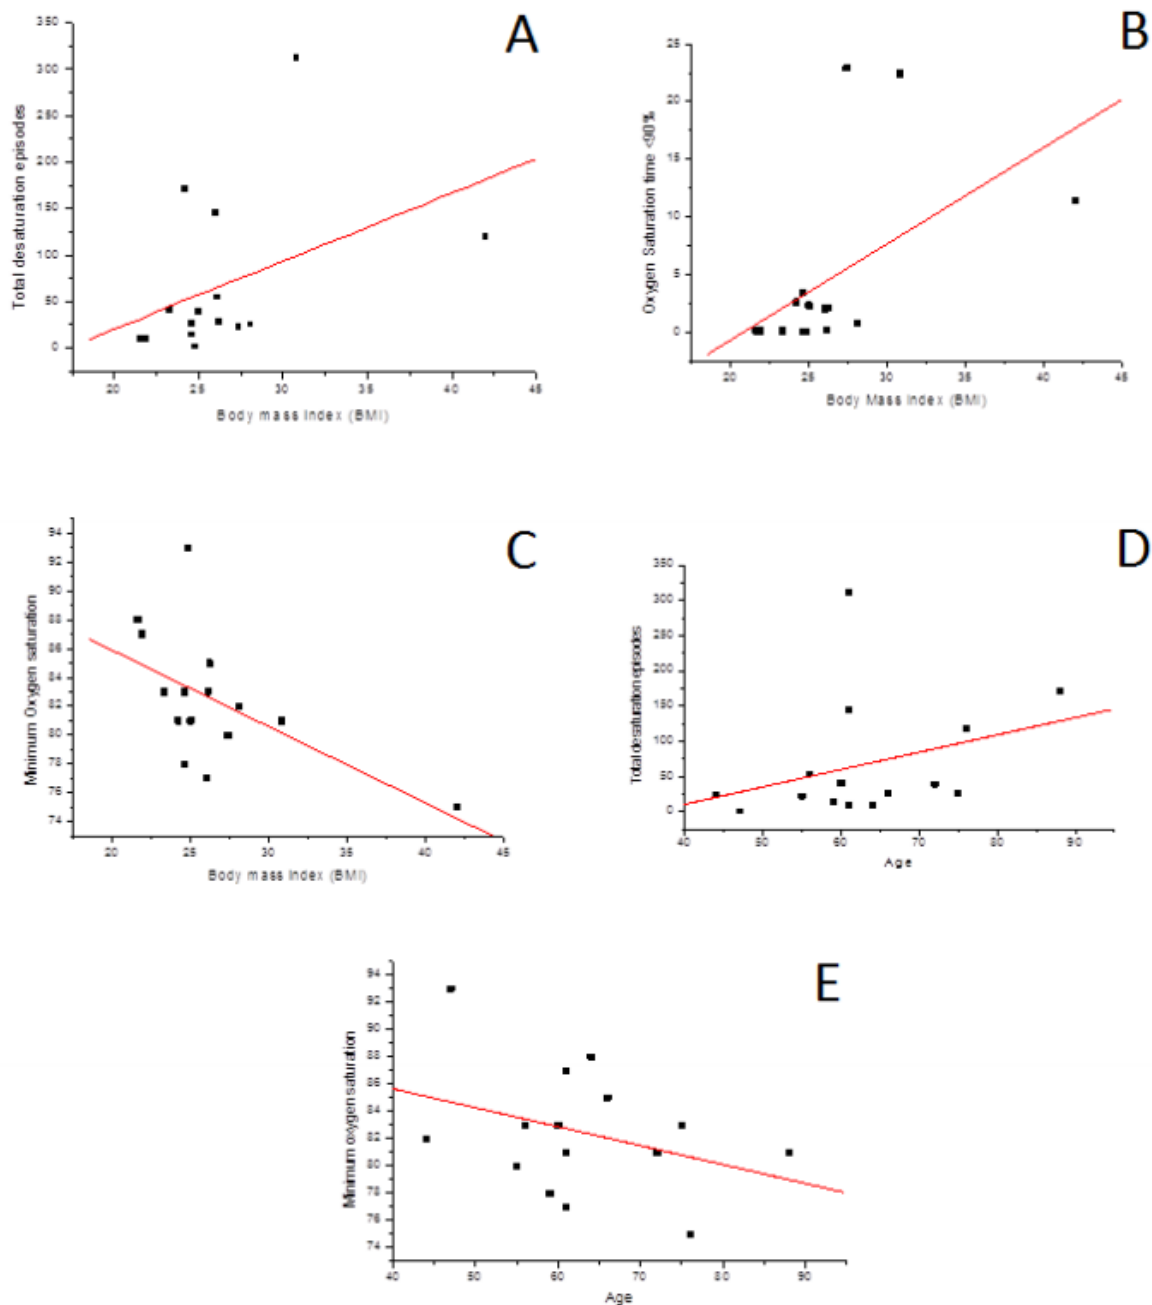 A
350
300
250
200
150
100
50
0
Total desaturation episodes
20 25 30 35 40 45
Body mass Index (BMI)
B
25
20
15
10
5
0
Oxygen Saturation time <90%
20 25 30 35 40 45
Body Mass Index (BMI)
C
94
92
90
88
86
84
82
80
78
76
74
Minimum Oxygen saturation
20 25 30 35 40 45
Body mass Index (BMI)
D
350
300
250
200
150
100
50
0
Total desaturation episodes
40 50 60 70 80 90
Age
E
94
92
90
88
86
84
82
80
78
76
74
Minimum oxygen saturation
40 50 60 70 80 90
Age